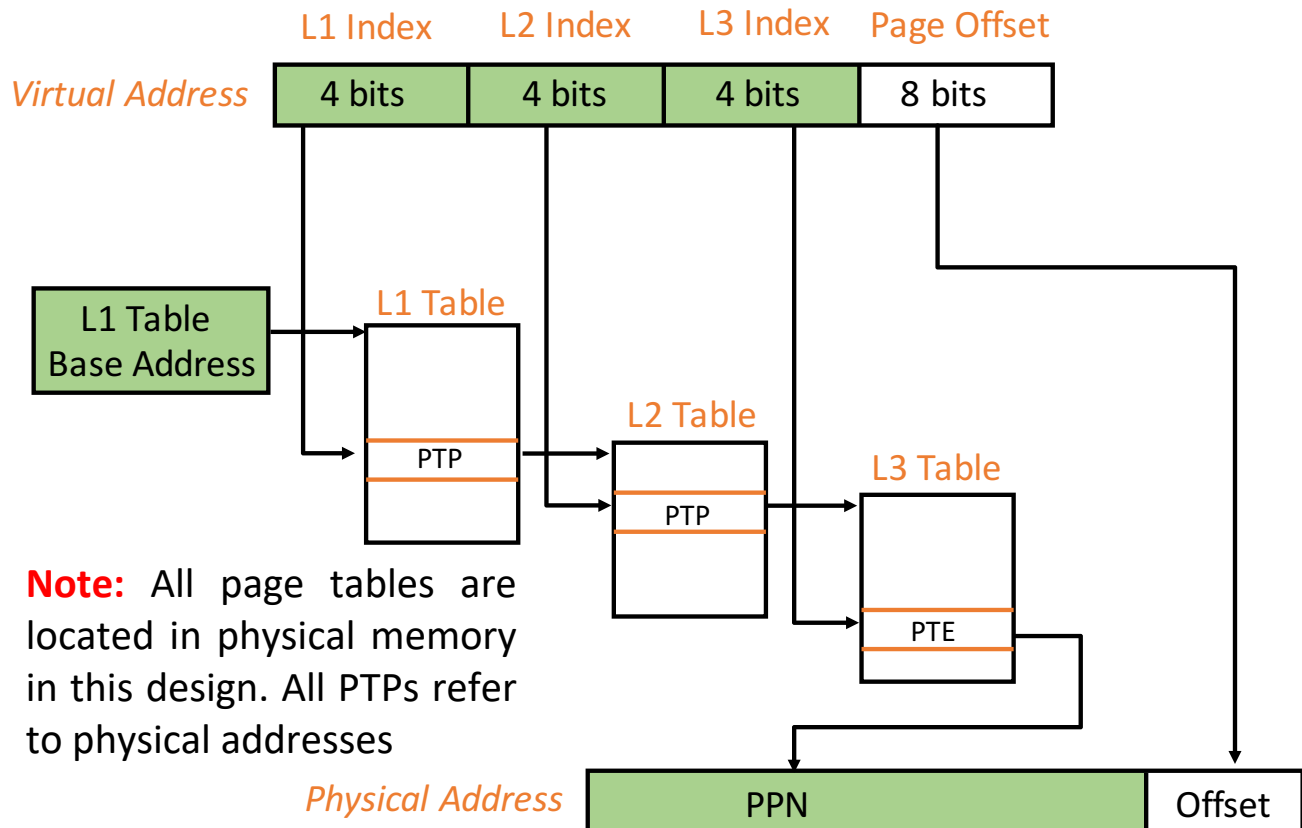 L1 Index L2 Index L3 Index Page Offset
Virtual Address 4 bits 4 bits 4 bits 8 bits
L1 Table
Base Address
L1 Table
PTP
L2 Table
PTP
L3 Table
PTE
Note: All page tables are
located in physical memory
in this design. All PTPs refer
to physical addresses
Physical Address PPN Offset